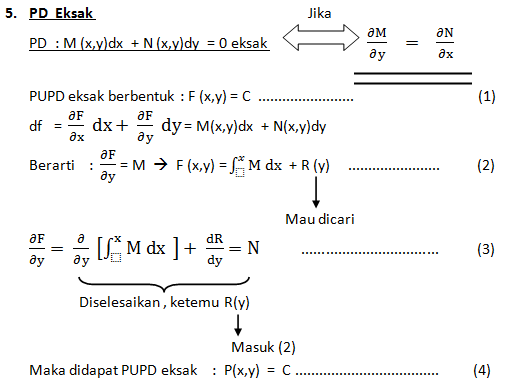 5. PD Eksak
Jika
PD : M (x,y)dx + N (x,y)dy = 0 eksak ∂M/∂y = ∂N/∂x
PUPD eksak berbentuk : F (x,y) = C ........................ (1)
df = ∂F/∂x dx + ∂F/∂y dy = M(x,y)dx + N(x,y)dy
Berarti : ∂F/∂y = M → F (x,y) = ∫^x M dx + R (y) ....................... (2)
Mau dicari
∂F/∂y = ∂/∂y [∫^x M dx ] + dR/dy = N ................................... (3)
Diselesaikan , ketemu R(y)
Masuk (2)
Maka didapat PUPD eksak : P(x,y) = C .................................... (4)